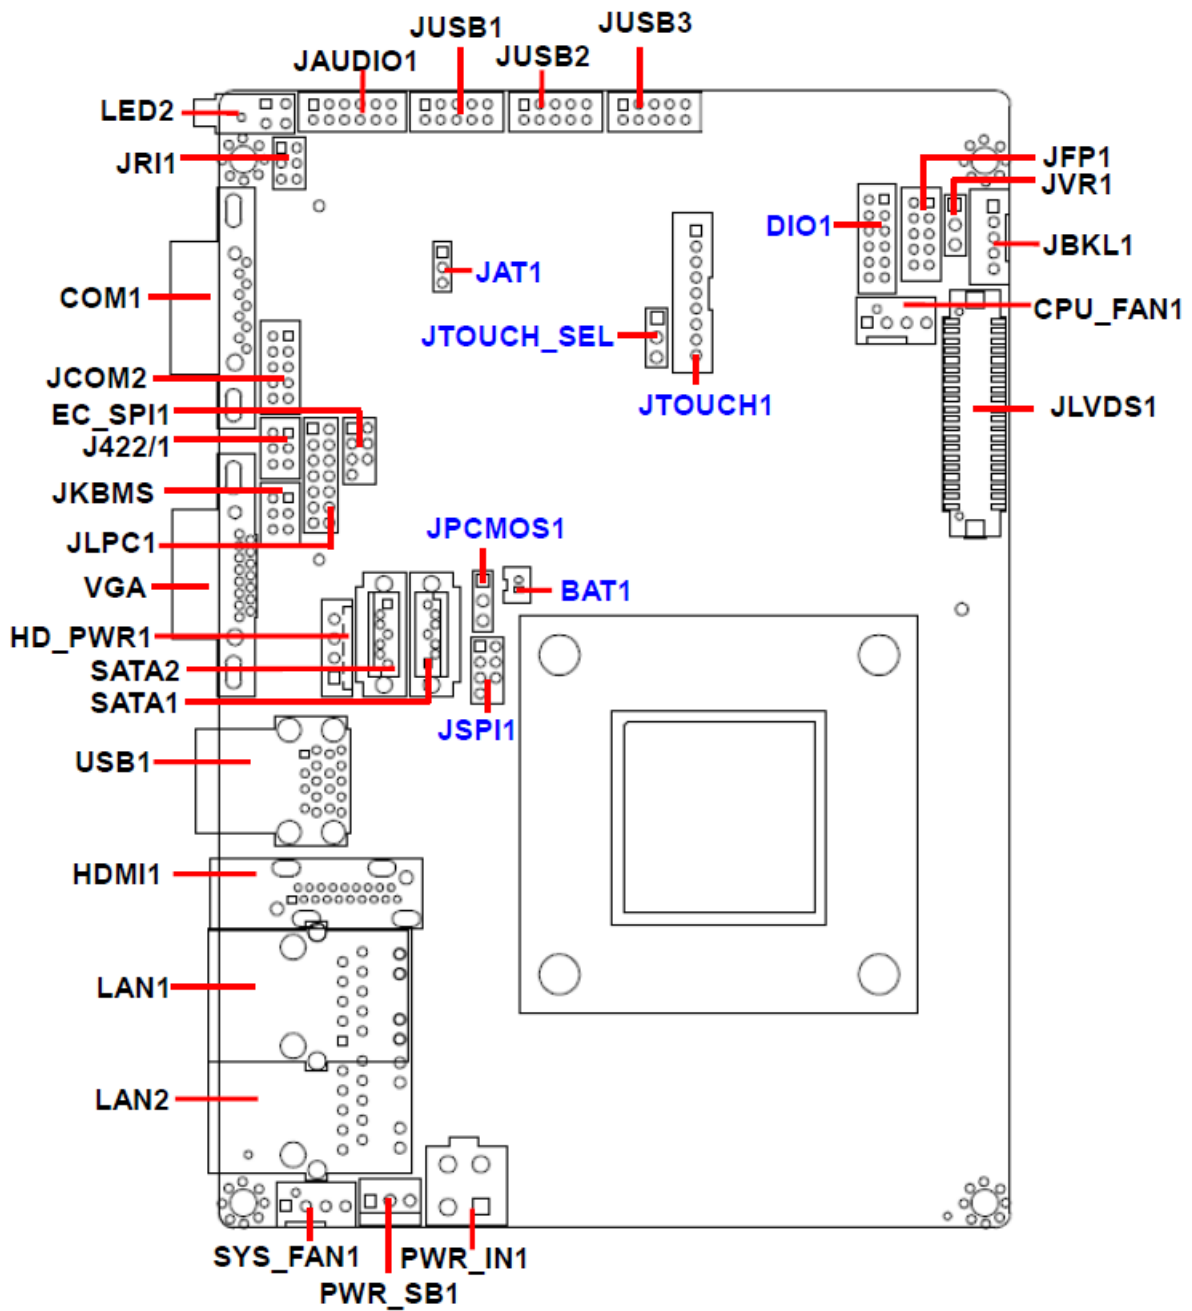 JUSB1
JUSB3
JAUDIO1
JUSB2
LED2
JRI1
JFP1
JVR1
DIO1
JBKL1
JAT1
COM1
CPU_FAN1
JTOUCH_SEL
JCOM2
JTOUCH1
JLVDS1
EC_SPI1
J422/1
JKBMS
JPCMOS1
JLPC1
VGA
BAT1
HD_PWR1
SATA2
SATA1
JSPI1
USB1
HDMI1
LAN1
LAN2
SYS_FAN1
PWR_IN1
PWR_SB1